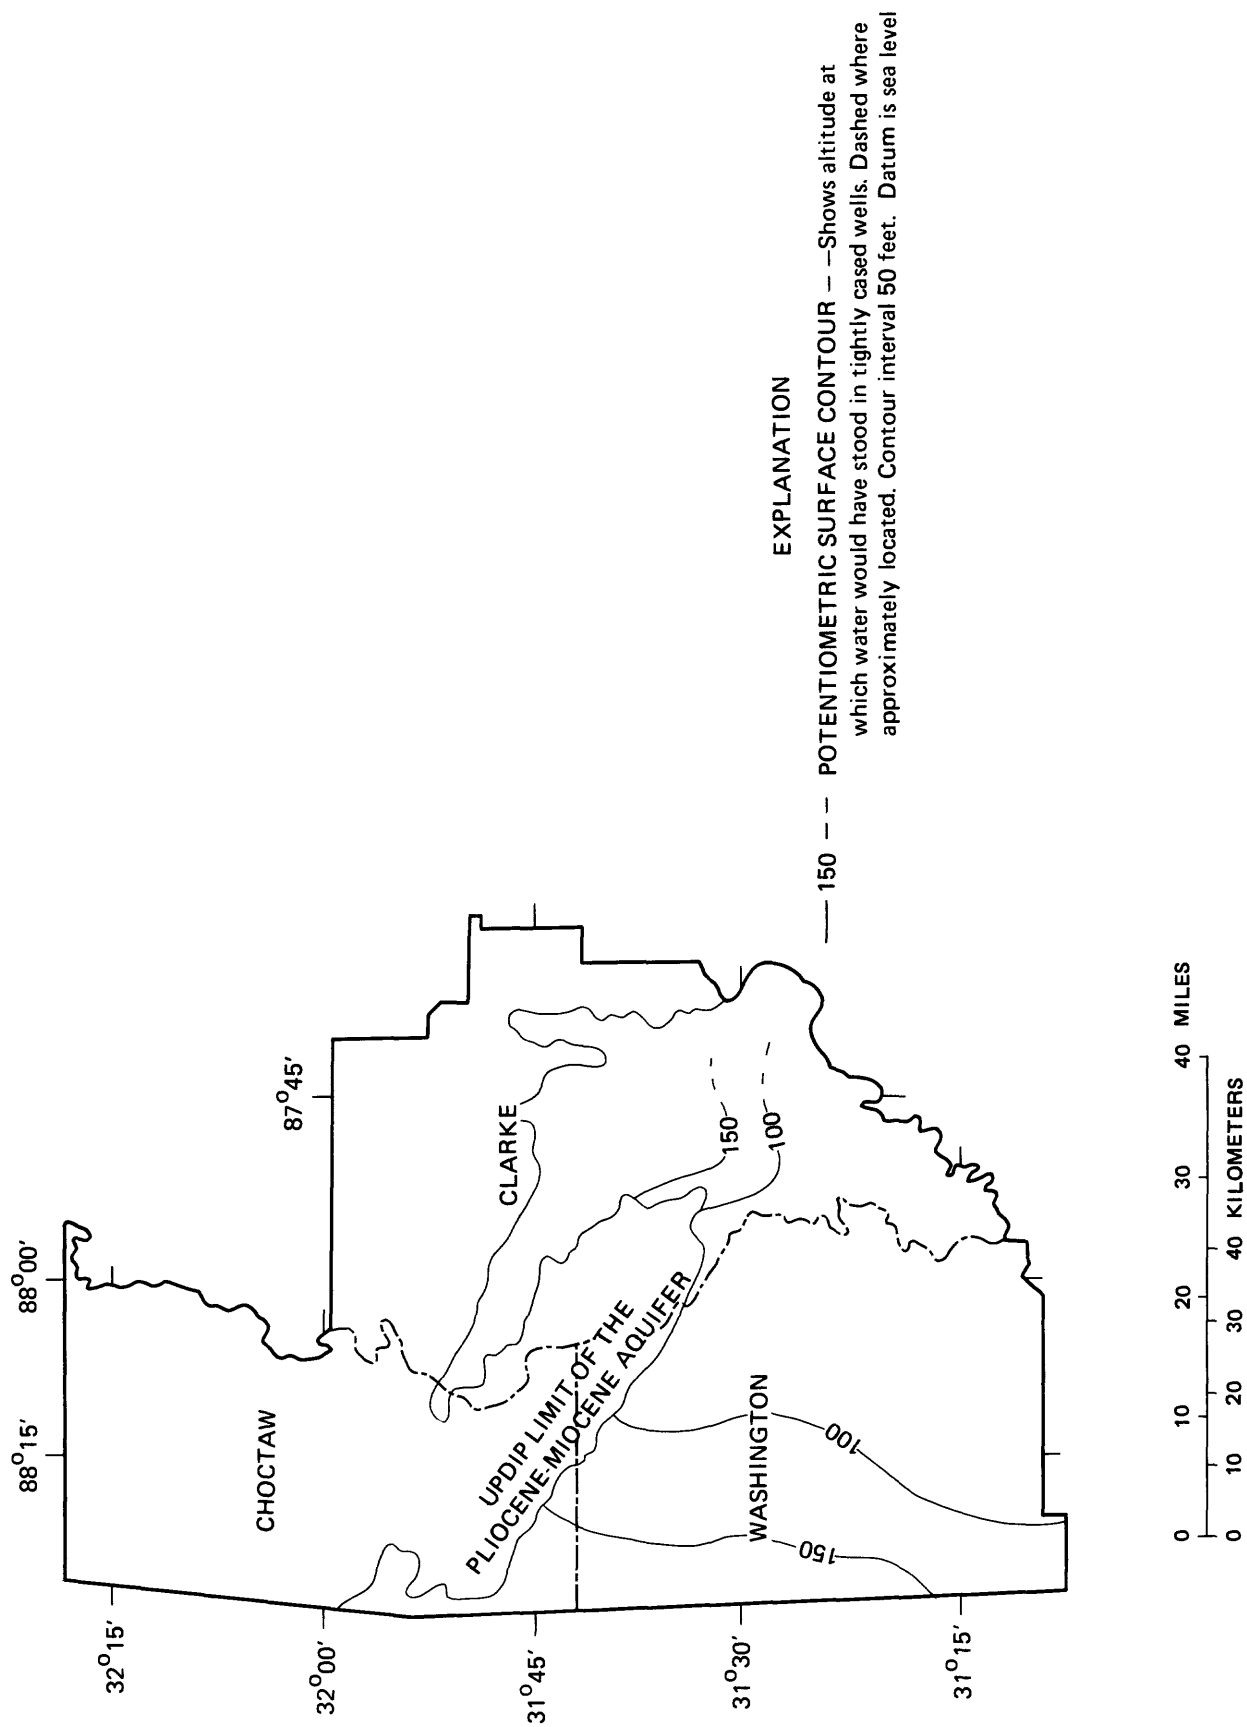 88°15′
88°00′
87°45′
32°15′
32°00′
31°45′
31°30′
31°15′
CHOCTAW
CLARKE
WASHINGTON
UPDIP LIMIT OF THE
PLIOCENE-MIOCENE AQUIFER
150
100
150
100
EXPLANATION
—150 – – POTENTIOMETRIC SURFACE CONTOUR – –Shows altitude at
which water would have stood in tightly cased wells. Dashed where
approximately located. Contour interval 50 feet. Datum is sea level
0 10 20 30 40 MILES
0 10 20 30 40 KILOMETERS